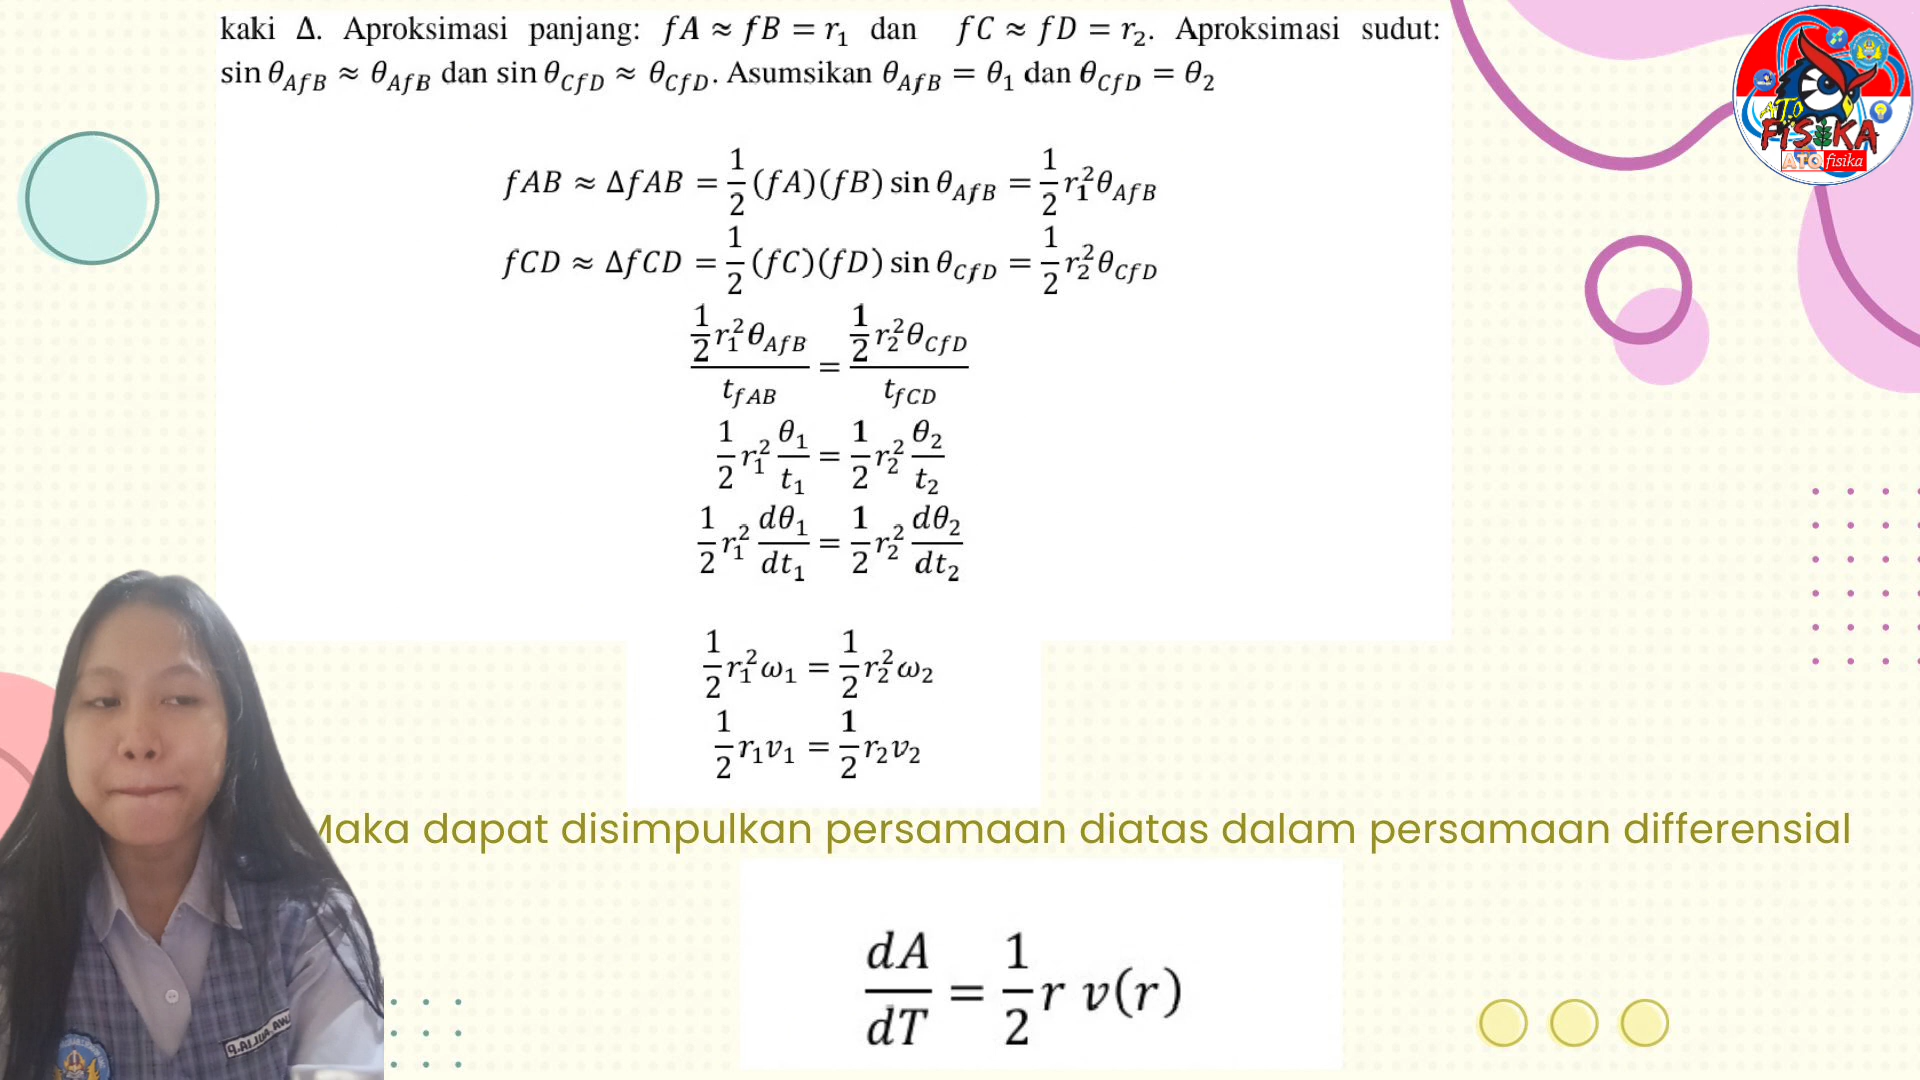 kaki Δ. Aproksimasi panjang: fA ≈ fB = r₁ dan fC ≈ fD = r₂. Aproksimasi sudut:
sin θ_AfB ≈ θ_AfB dan sin θ_CfD ≈ θ_CfD. Asumsikan θ_AfB = θ₁ dan θ_CfD = θ₂
ATO
FISIKA
ATO fisika
fAB ≈ ΔfAB = 1/2 (fA)(fB) sin θ_AfB = 1/2 r₁² θ_AfB
fCD ≈ ΔfCD = 1/2 (fC)(fD) sin θ_CfD = 1/2 r₂² θ_CfD
(1/2 r₁² θ_AfB)/t_fAB = (1/2 r₂² θ_CfD)/t_fCD
1/2 r₁² θ₁/t₁ = 1/2 r₂² θ₂/t₂
1/2 r₁² dθ₁/dt₁ = 1/2 r₂² dθ₂/dt₂
1/2 r₁² ω₁ = 1/2 r₂² ω₂
1/2 r₁v₁ = 1/2 r₂v₂
Maka dapat disimpulkan persamaan diatas dalam persamaan differensial
dA/dT = 1/2 r v(r)